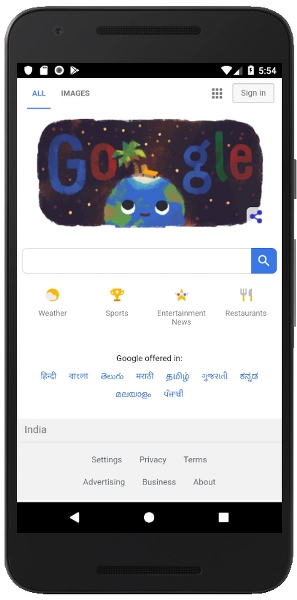 5:54
ALL IMAGES Sign in
Google
Weather Sports Entertainment News Restaurants
Google offered in:
हिन्दी বাংলা తెలుగు मराठी தமிழ் ગુજરાતી ಕನ್ನಡ
മലയാളം ਪੰਜਾਬੀ
India
Settings Privacy Terms
Advertising Business About